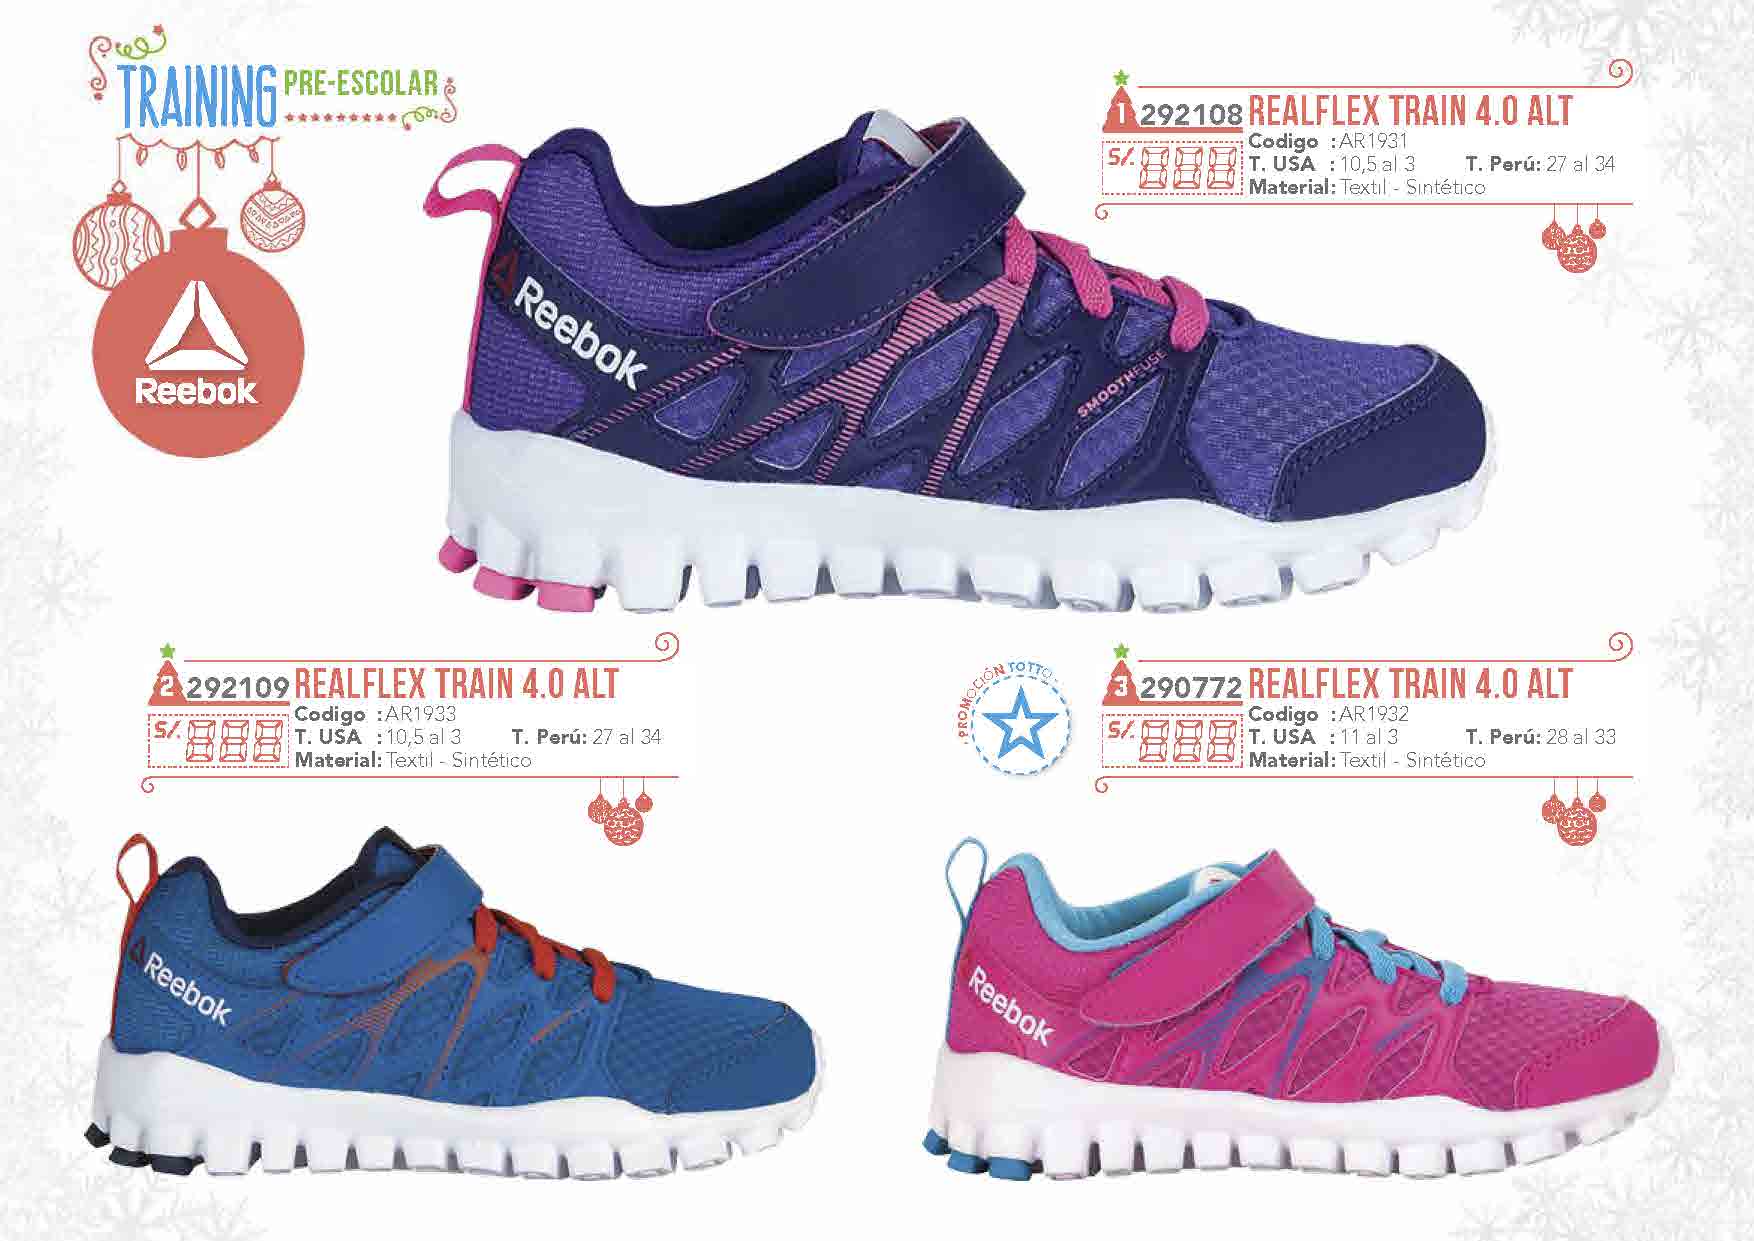 TRAINING PRE-ESCOLAR
Reebok
1 292108 REALFLEX TRAIN 4.0 ALT
S/. 888
Codigo : AR1931
T. USA : 10,5 al 3 T. Perú: 27 al 34
Material: Textil - Sintético
Reebok
SMOOTHFUSE
2 292109 REALFLEX TRAIN 4.0 ALT
S/. 888
Codigo : AR1933
T. USA : 10,5 al 3 T. Perú: 27 al 34
Material: Textil - Sintético
Reebok
· PROMOCIÓN TOTTO ·
3 290772 REALFLEX TRAIN 4.0 ALT
S/. 888
Codigo : AR1932
T. USA : 11 al 3 T. Perú: 28 al 33
Material: Textil - Sintético
Reebok